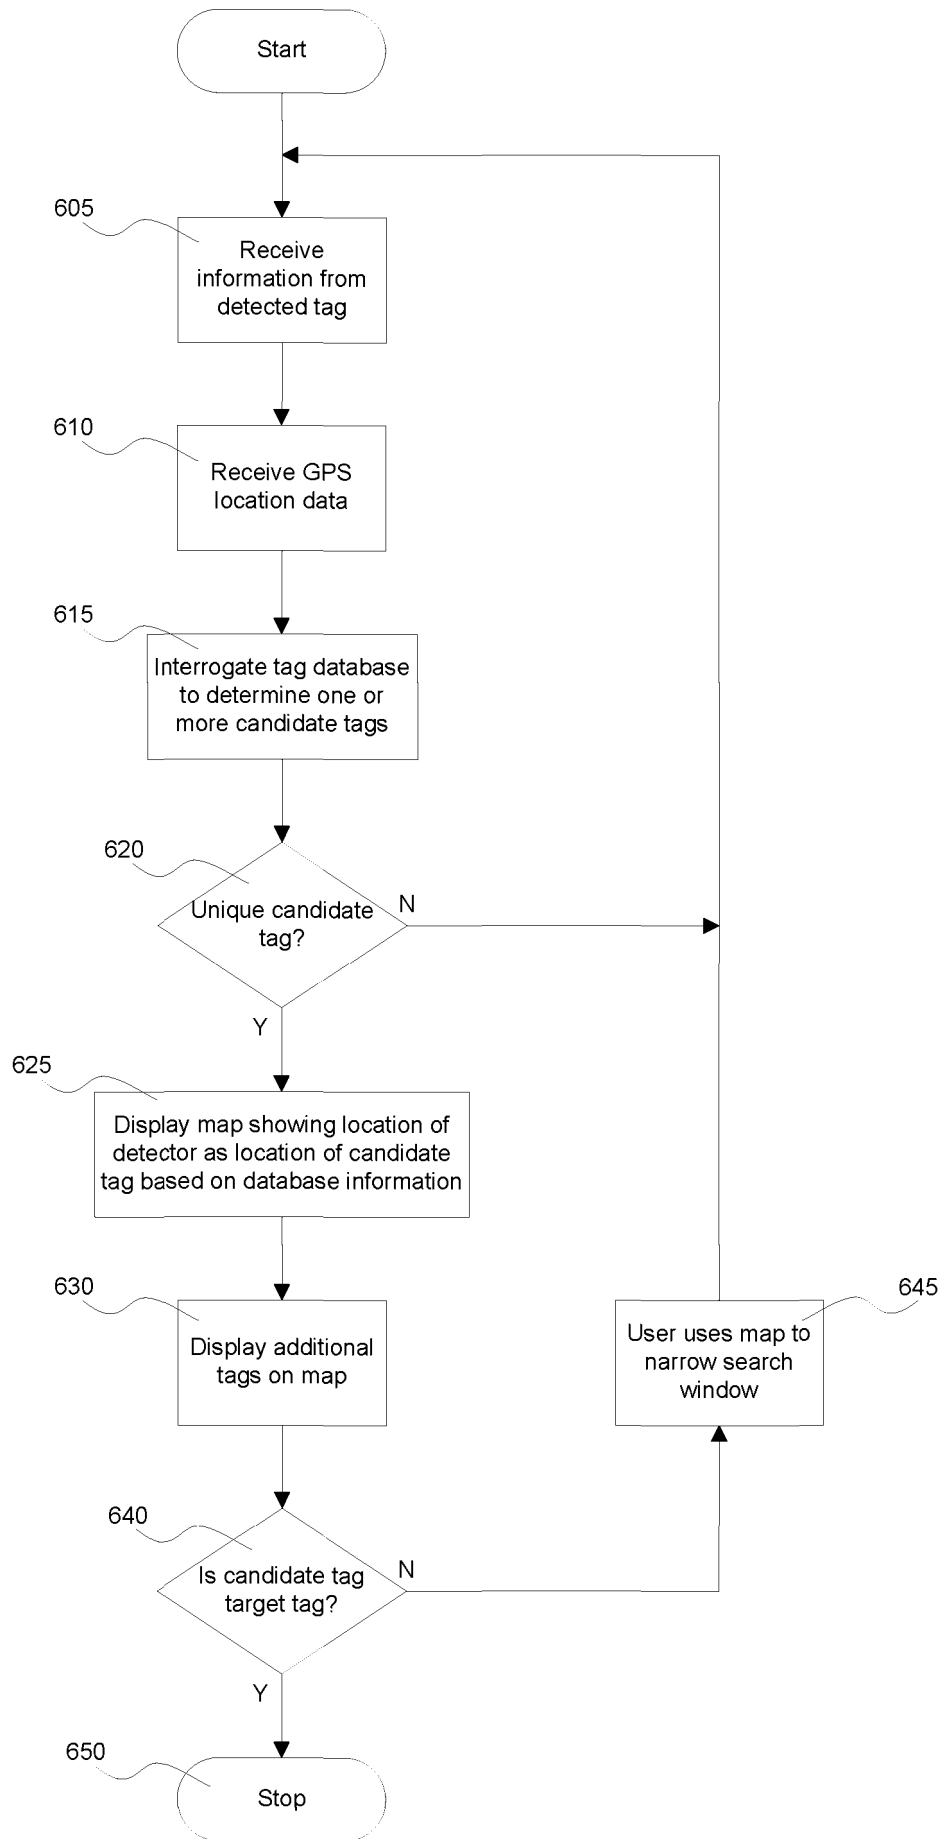 Start
605
Receive
information from
detected tag
610
Receive GPS
location data
615
Interrogate tag database
to determine one or
more candidate tags
620
Unique candidate
tag?
N
Y
625
Display map showing location of
detector as location of candidate
tag based on database information
630
Display additional
tags on map
645
User uses map to
narrow search
window
640
Is candidate tag
target tag?
N
Y
650
Stop